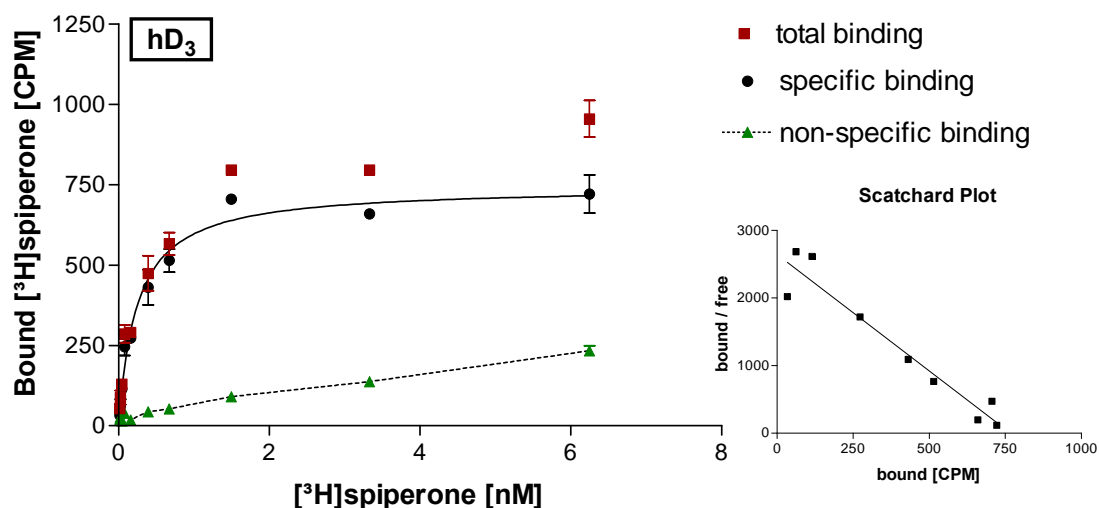 hD₃
Bound [³H]spiperone [CPM]
1250
1000
750
500
250
0
0
2
4
6
8
[³H]spiperone [nM]
total binding
specific binding
non-specific binding
Scatchard Plot
bound / free
3000
2000
1000
0
0
250
500
750
1000
bound [CPM]